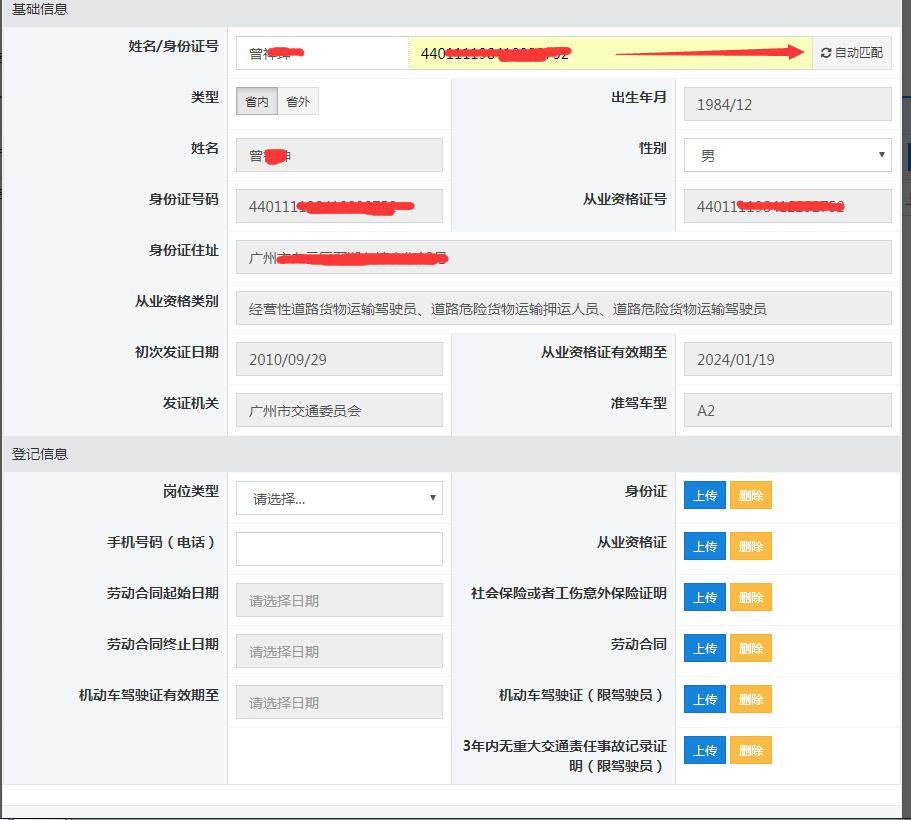 基础信息
姓名/身份证号 曾 自动匹配
类型 省内 省外 出生年月 1984/12
姓名 曾 性别 男
身份证号码 440111 从业资格证号 44011
身份证住址 广州
从业资格类别 经营性道路货物运输驾驶员、道路危险货物运输押运人员、道路危险货物运输驾驶员
初次发证日期 2010/09/29 从业资格证有效期至 2024/01/19
发证机关 广州市交通委员会 准驾车型 A2
登记信息
岗位类型 请选择... 身份证 上传 删除
手机号码（电话） 从业资格证 上传 删除
劳动合同起始日期 请选择日期 社会保险或者工伤意外保险证明 上传 删除
劳动合同终止日期 请选择日期 劳动合同 上传 删除
机动车驾驶证有效期至 请选择日期 机动车驾驶证（限驾驶员） 上传 删除
3年内无重大交通责任事故记录证 上传 删除
明（限驾驶员）